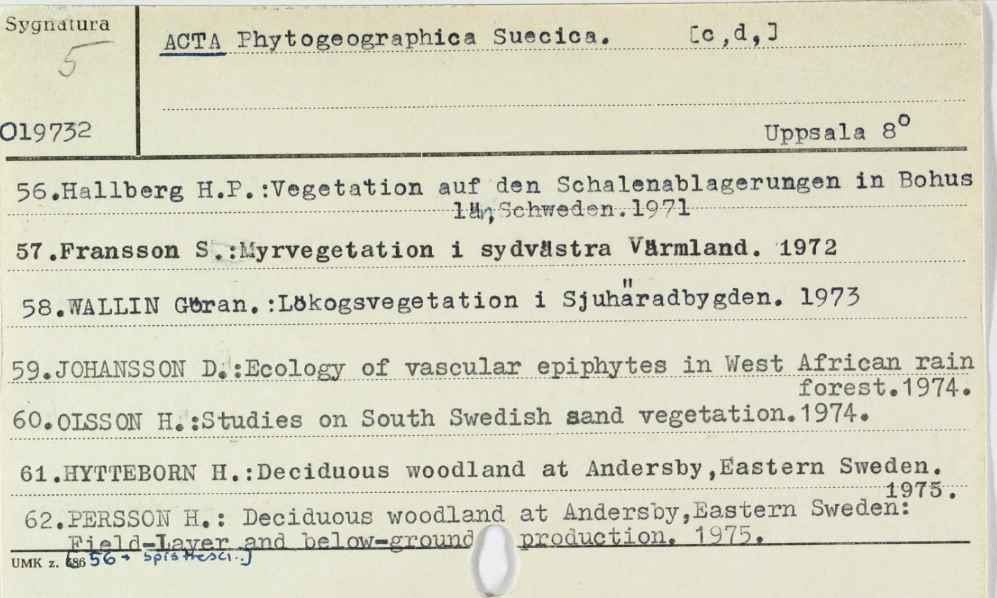 Sygnatura
5
019732
ACTA Phytogeographica Suecica. [c,d,]
Uppsala 8°
56.Hallberg H.P.:Vegetation auf den Schalenablagerungen in Bohus
län,Schweden.1971
57.Fransson S.:Myrvegetation i sydvästra Värmland. 1972
58.WALLIN Göran.:Lökogsvegetation i Sjuhäradbygden. 1973
59.JOHANSSON D.:Ecology of vascular epiphytes in West African rain
forest.1974.
60.OLSSON H.:Studies on South Swedish sand vegetation.1974.
61.HYTTEBORN H.:Deciduous woodland at Andersby,Eastern Sweden.
1975.
62.PERSSON H.: Deciduous woodland at Andersby,Eastern Sweden:
Field-Layer and below-ground production. 1975.
UMK z. 56 + spis treści